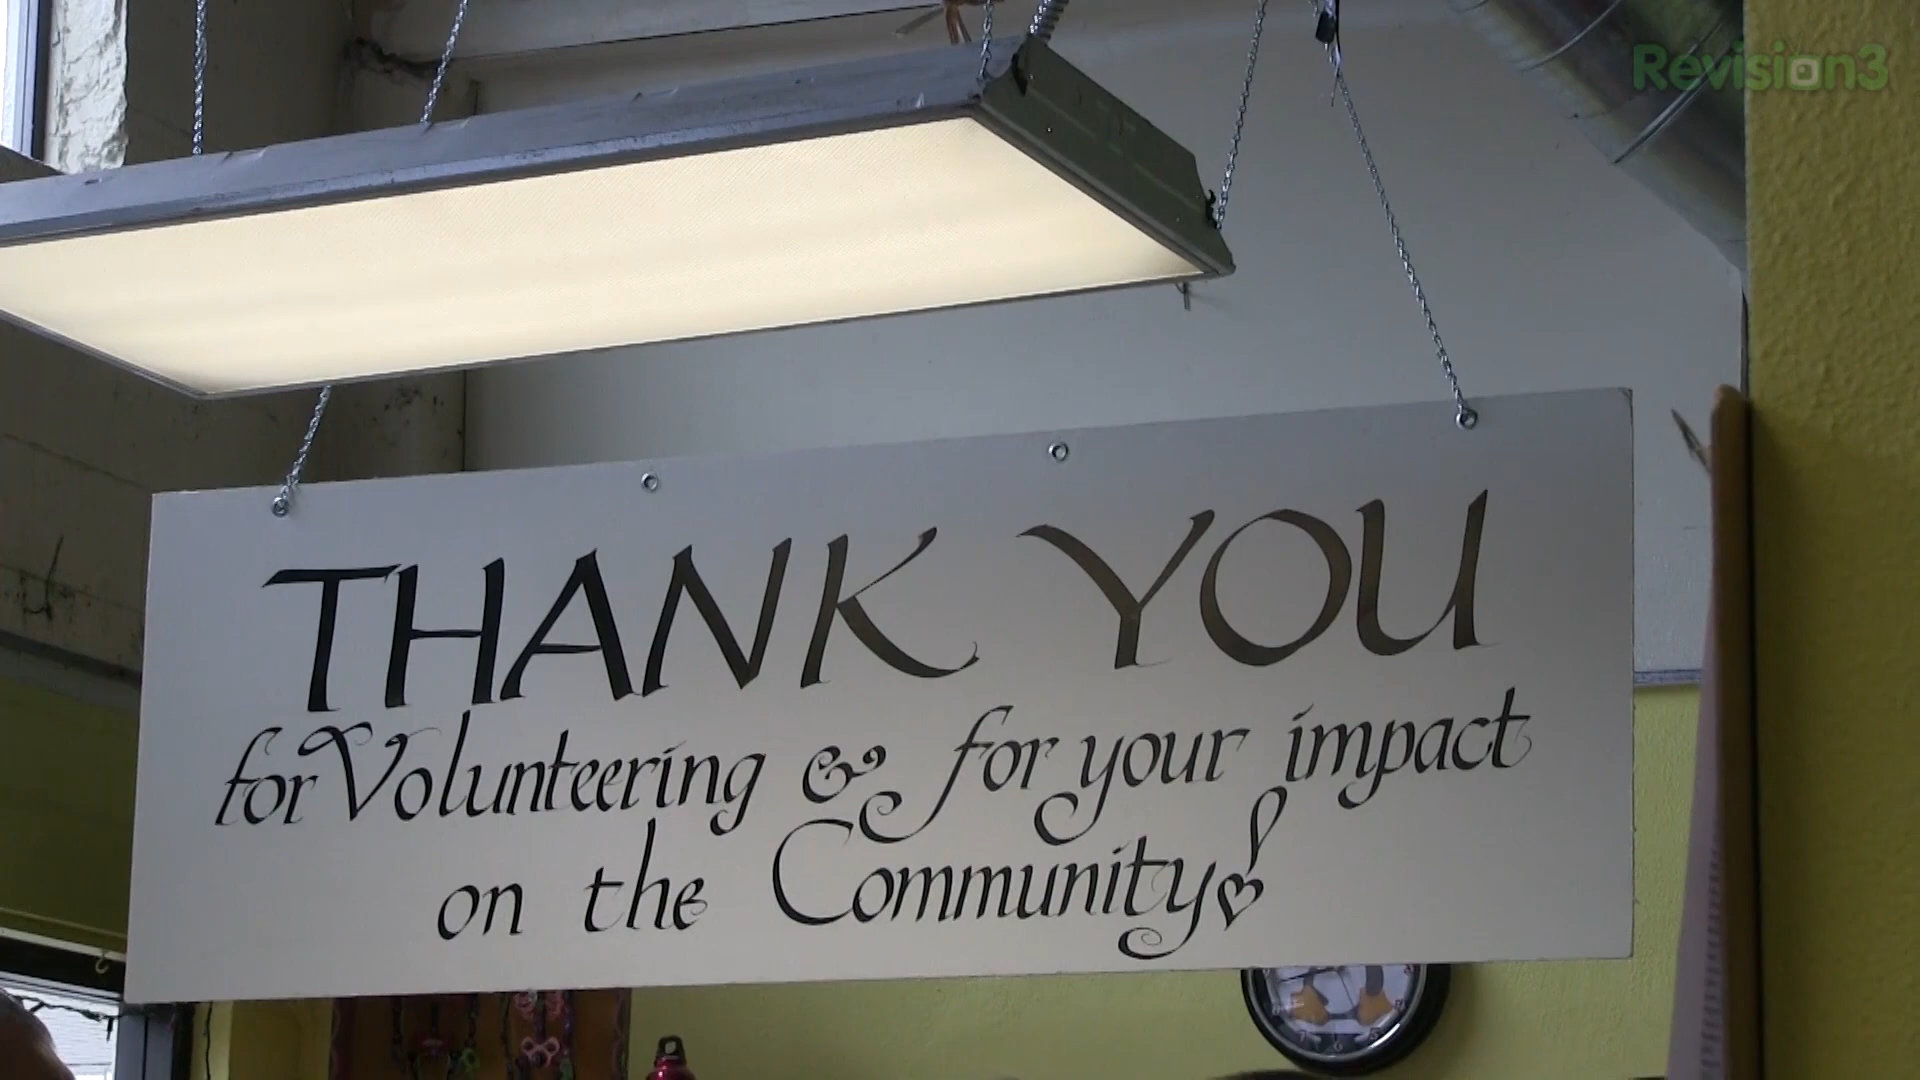 Revision3
THANK YOU
for Volunteering & for your impact
on the Community!